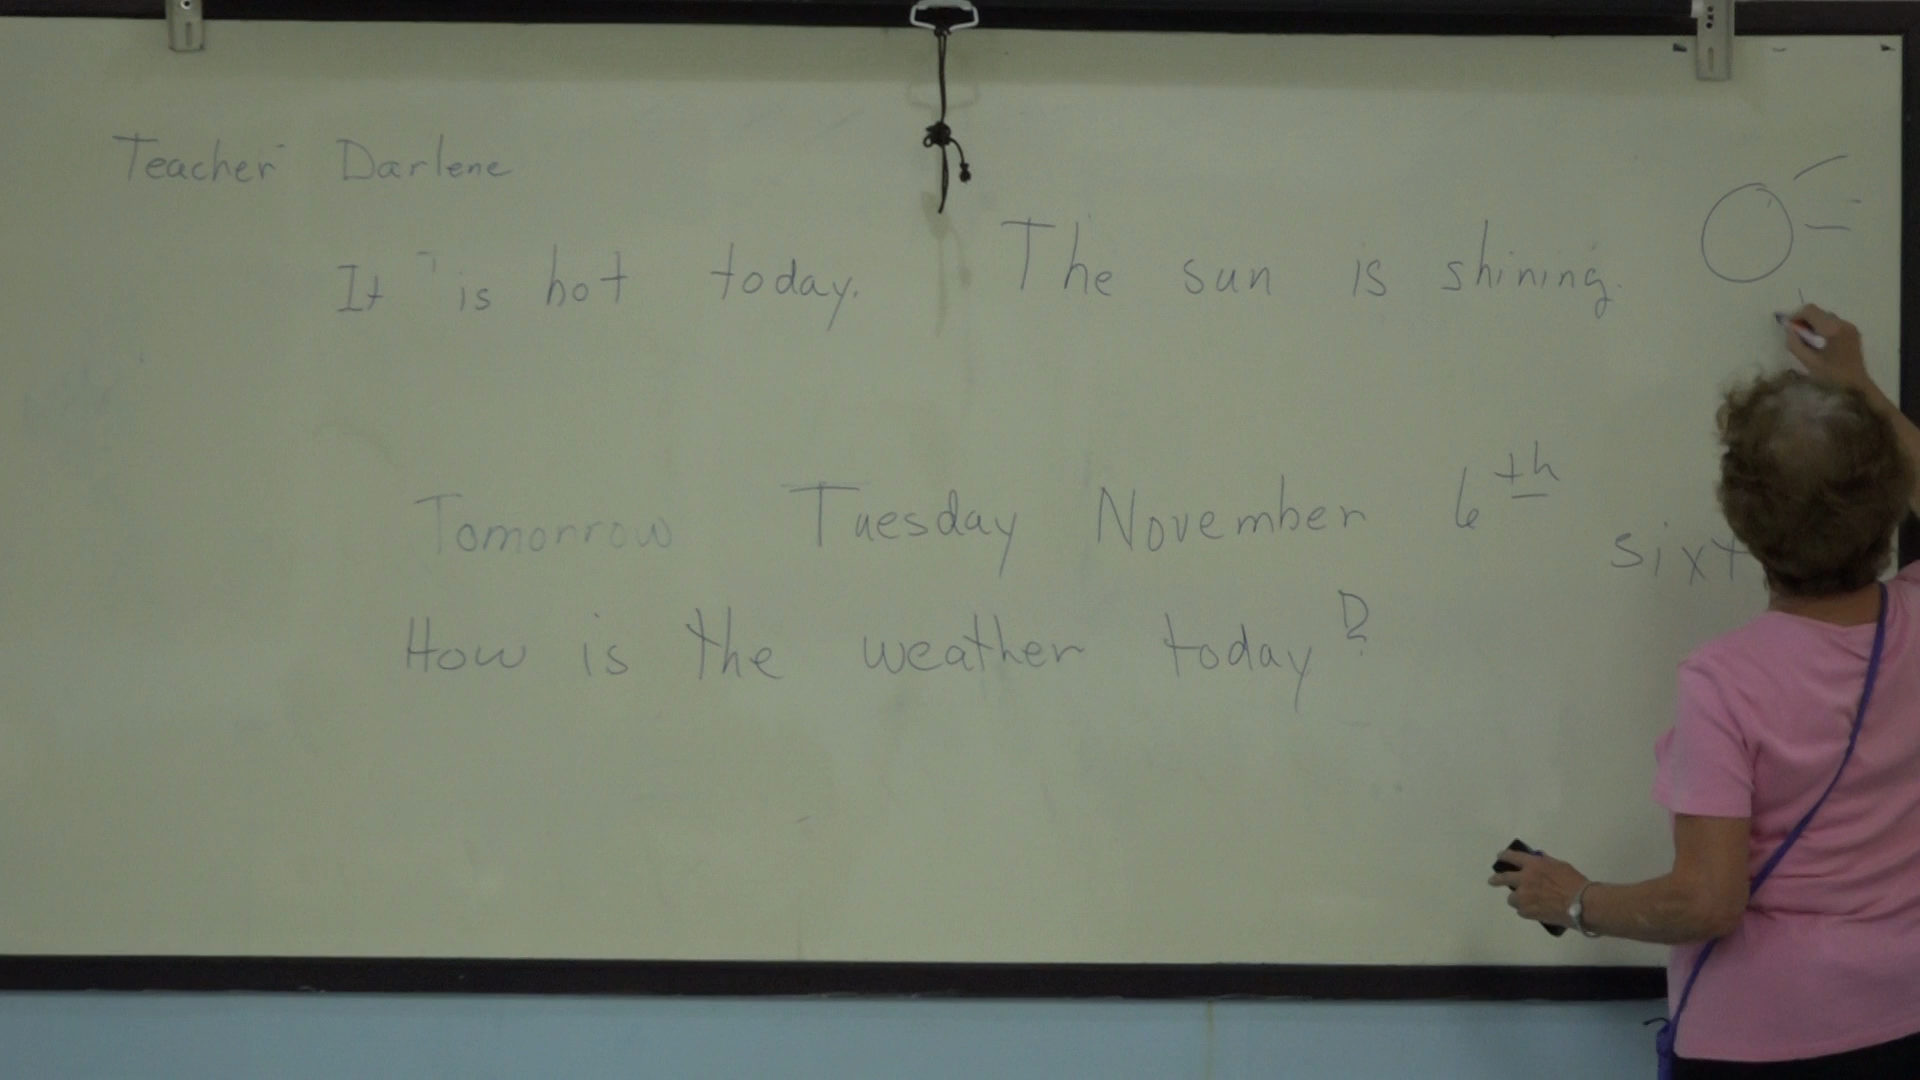 Teacher Darlene
It is hot today. The sun is shining.
Tomorrow Tuesday November 6th
sixt
How is the weather today?